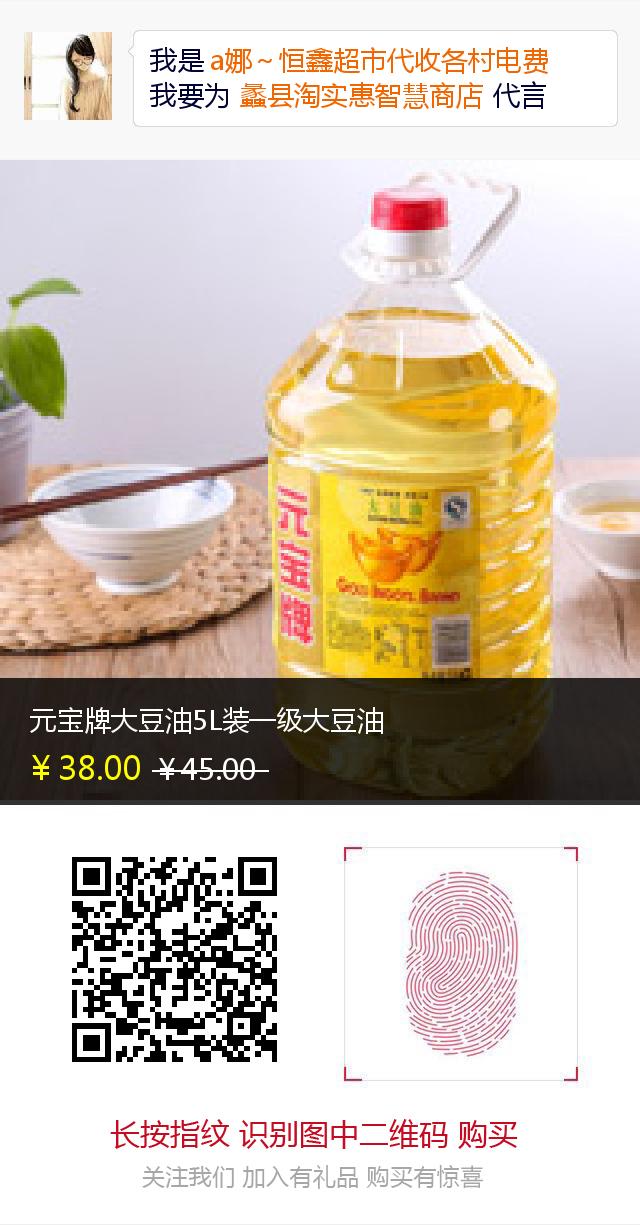 我是 a娜~恒鑫超市代收各村电费
我要为 蠡县淘实惠智慧商店 代言
元宝牌
大豆油
元宝牌大豆油5L装一级大豆油
¥ 38.00 ¥45.00
长按指纹 识别图中二维码 购买
关注我们 加入有礼品 购买有惊喜